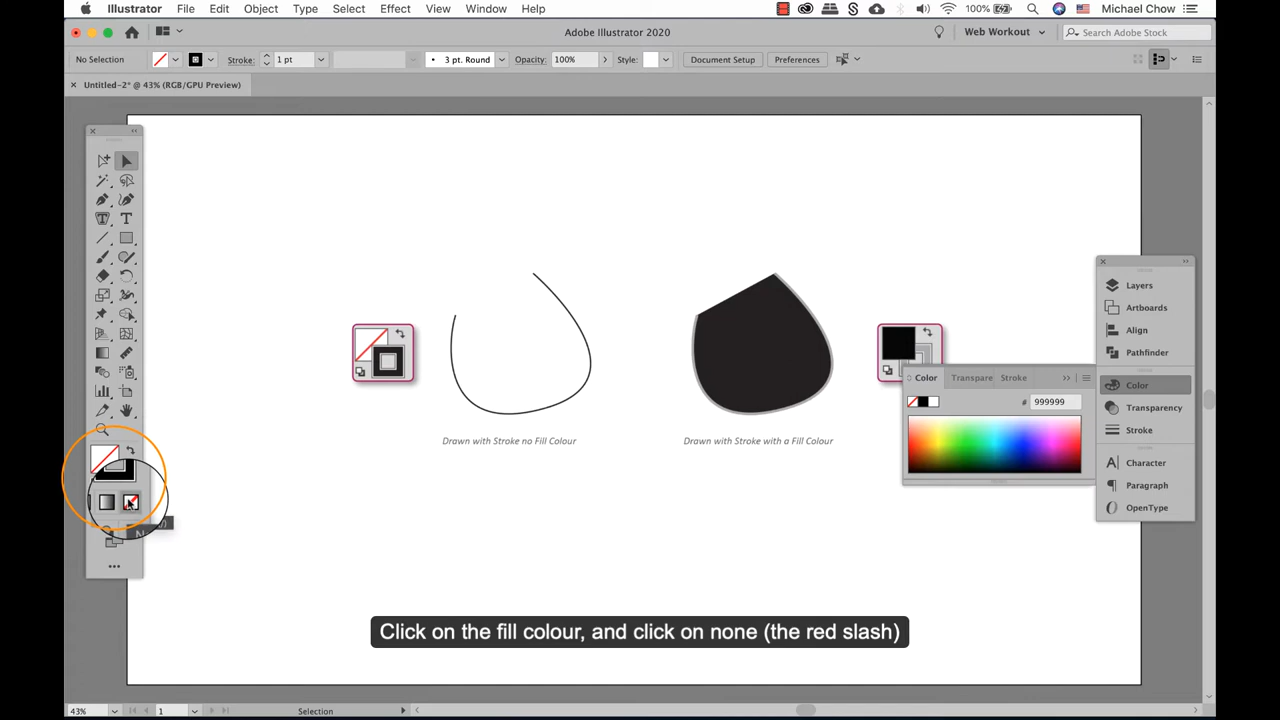 Illustrator File Edit Object Type Select Effect View Window Help 100% Michael Chow
Adobe Illustrator 2020 Web Workout Search Adobe Stock
No Selection Stroke: 1 pt 3 pt. Round Opacity: 100% Style: Document Setup Preferences
Untitled-2* @ 43% (RGB/GPU Preview)
Layers
Artboards
Align
Pathfinder
Color Transpare Stroke
Color
# 999999
Transparency
Stroke
Drawn with Stroke no Fill Colour Drawn with Stroke with a Fill Colour
Character
Paragraph
OpenType
Click on the fill colour, and click on none (the red slash)
43% 1 Selection